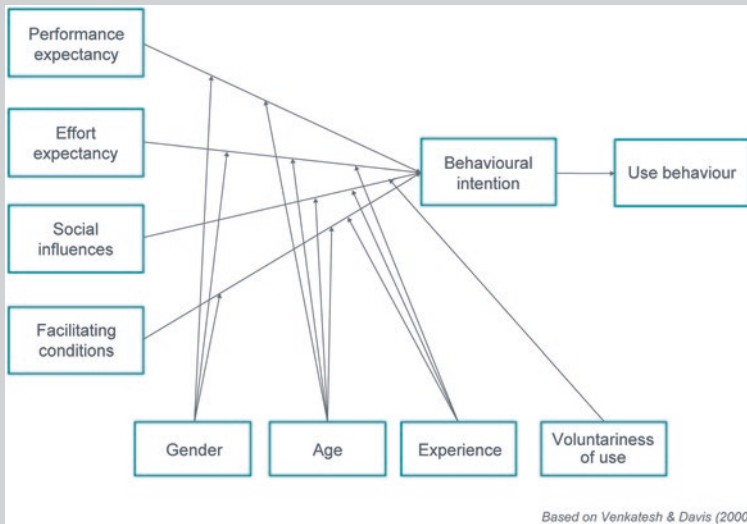 Performance
expectancy
Effort
expectancy
Behavioural
intention
Use behaviour
Social
influences
Facilitating
conditions
Gender
Age
Experience
Voluntariness
of use
Based on Venkatesh & Davis (2000